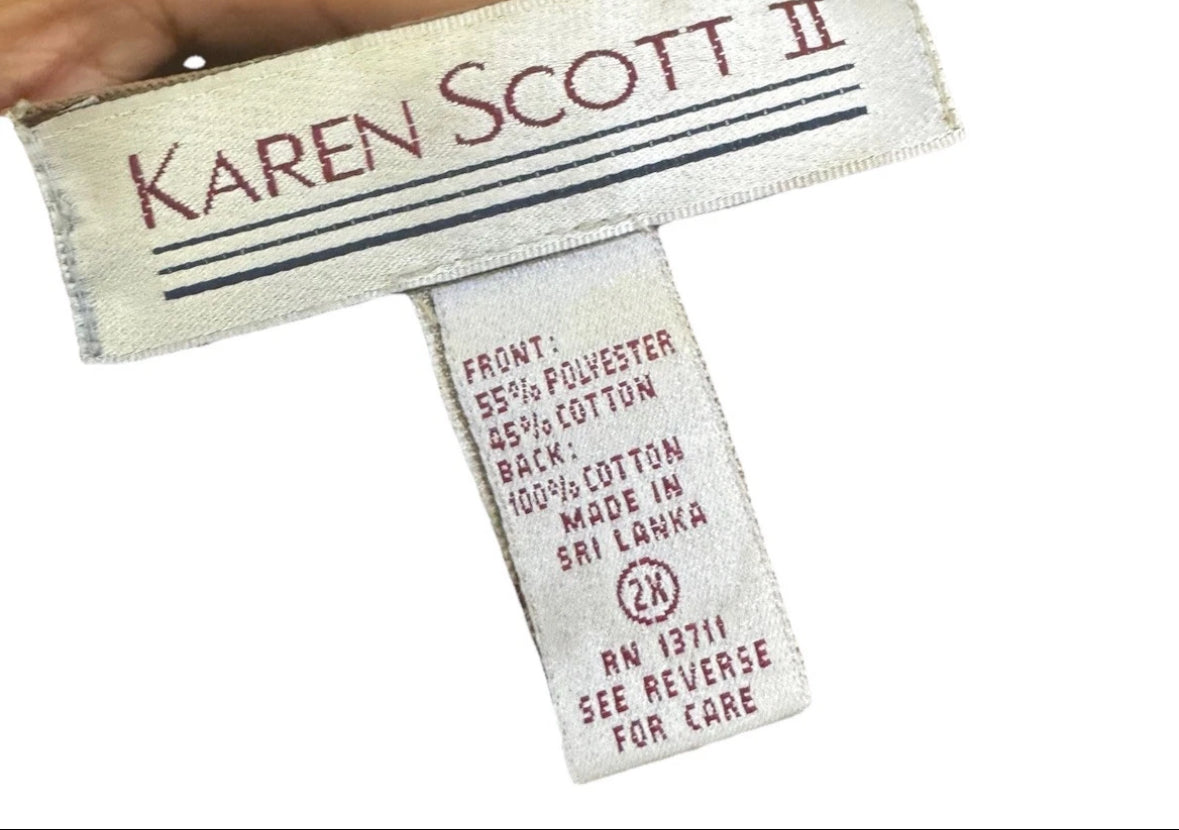 KAREN SCOTT II
FRONT:
55% POLYESTER
45% COTTON
BACK:
100% COTTON
MADE IN
SRI LANKA
2X
RN 13711
SEE REVERSE
FOR CARE